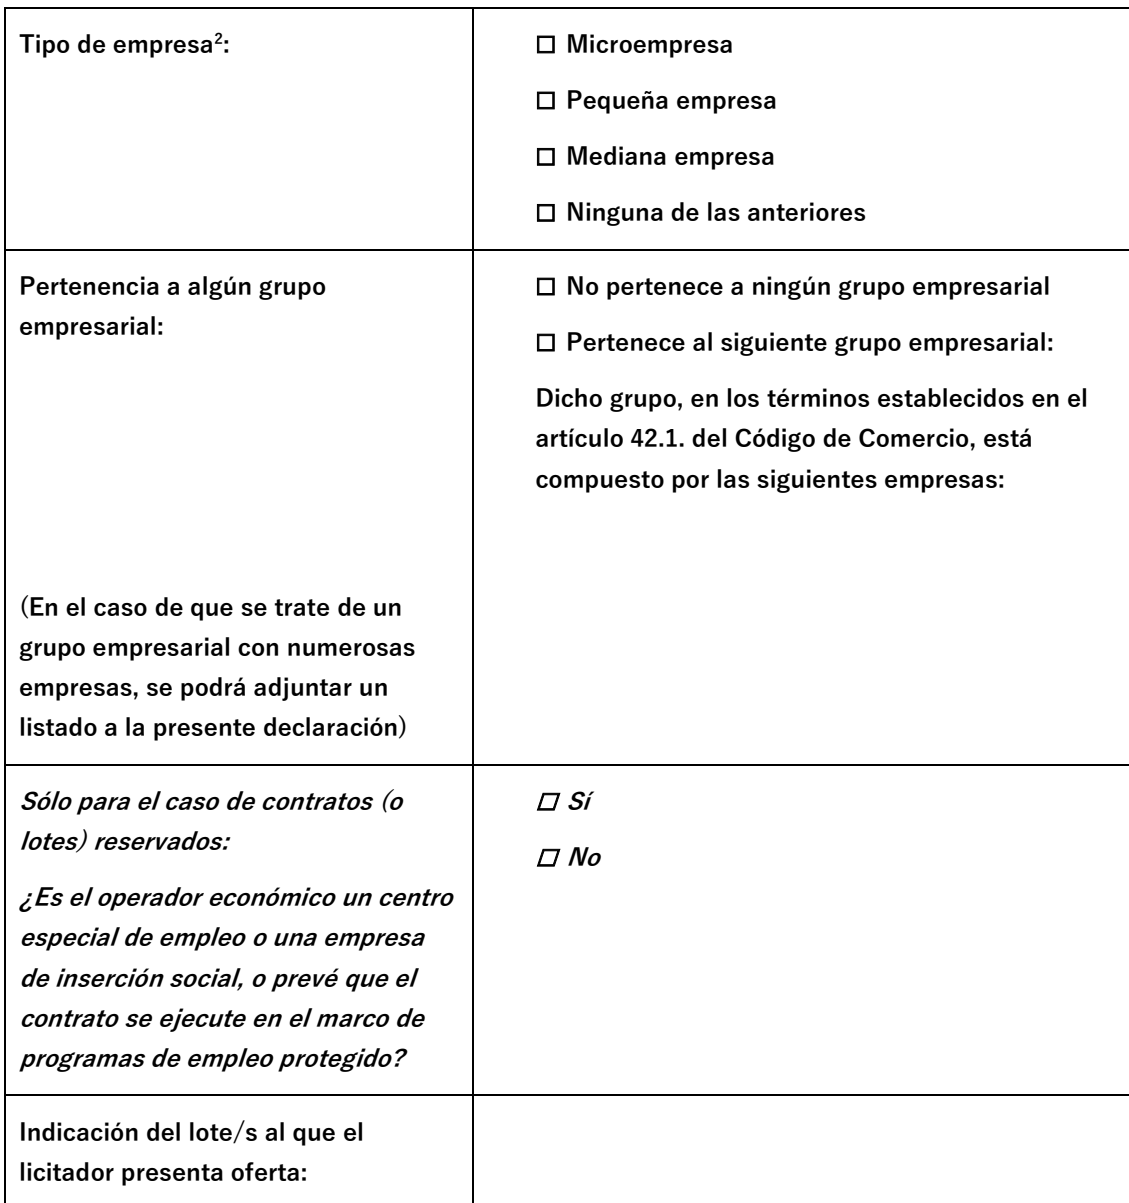 Tipo de empresa²:
☐ Microempresa
☐ Pequeña empresa
☐ Mediana empresa
☐ Ninguna de las anteriores
Pertenencia a algún grupo
empresarial:
(En el caso de que se trate de un
grupo empresarial con numerosas
empresas, se podrá adjuntar un
listado a la presente declaración)
☐ No pertenece a ningún grupo empresarial
☐ Pertenece al siguiente grupo empresarial:
Dicho grupo, en los términos establecidos en el
artículo 42.1. del Código de Comercio, está
compuesto por las siguientes empresas:
Sólo para el caso de contratos (o
lotes) reservados:
¿Es el operador económico un centro
especial de empleo o una empresa
de inserción social, o prevé que el
contrato se ejecute en el marco de
programas de empleo protegido?
☐ Sí
☐ No
Indicación del lote/s al que el
licitador presenta oferta: